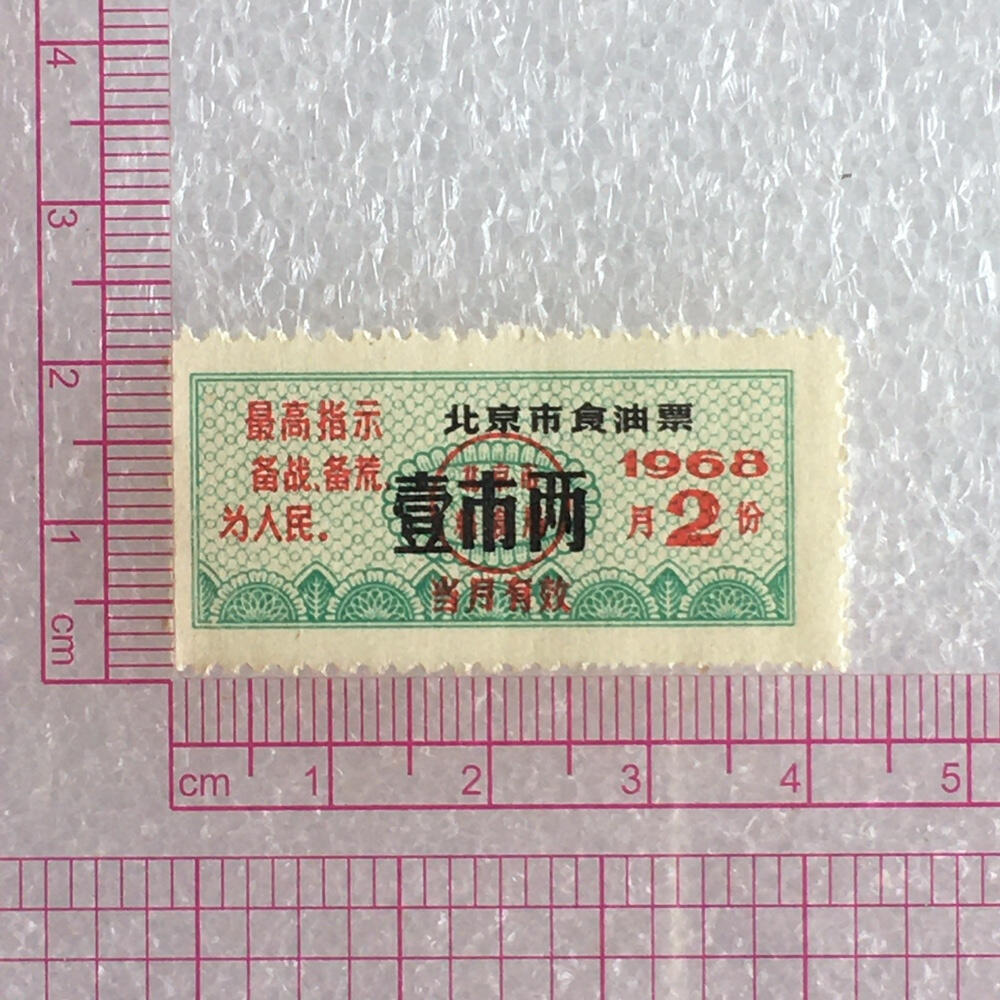 4
3
2
1
cm
最高指示
备战、备荒、
为人民。
北京市食油票
壹市两
1968
月2份
当月有效
cm 1 2 3 4 5